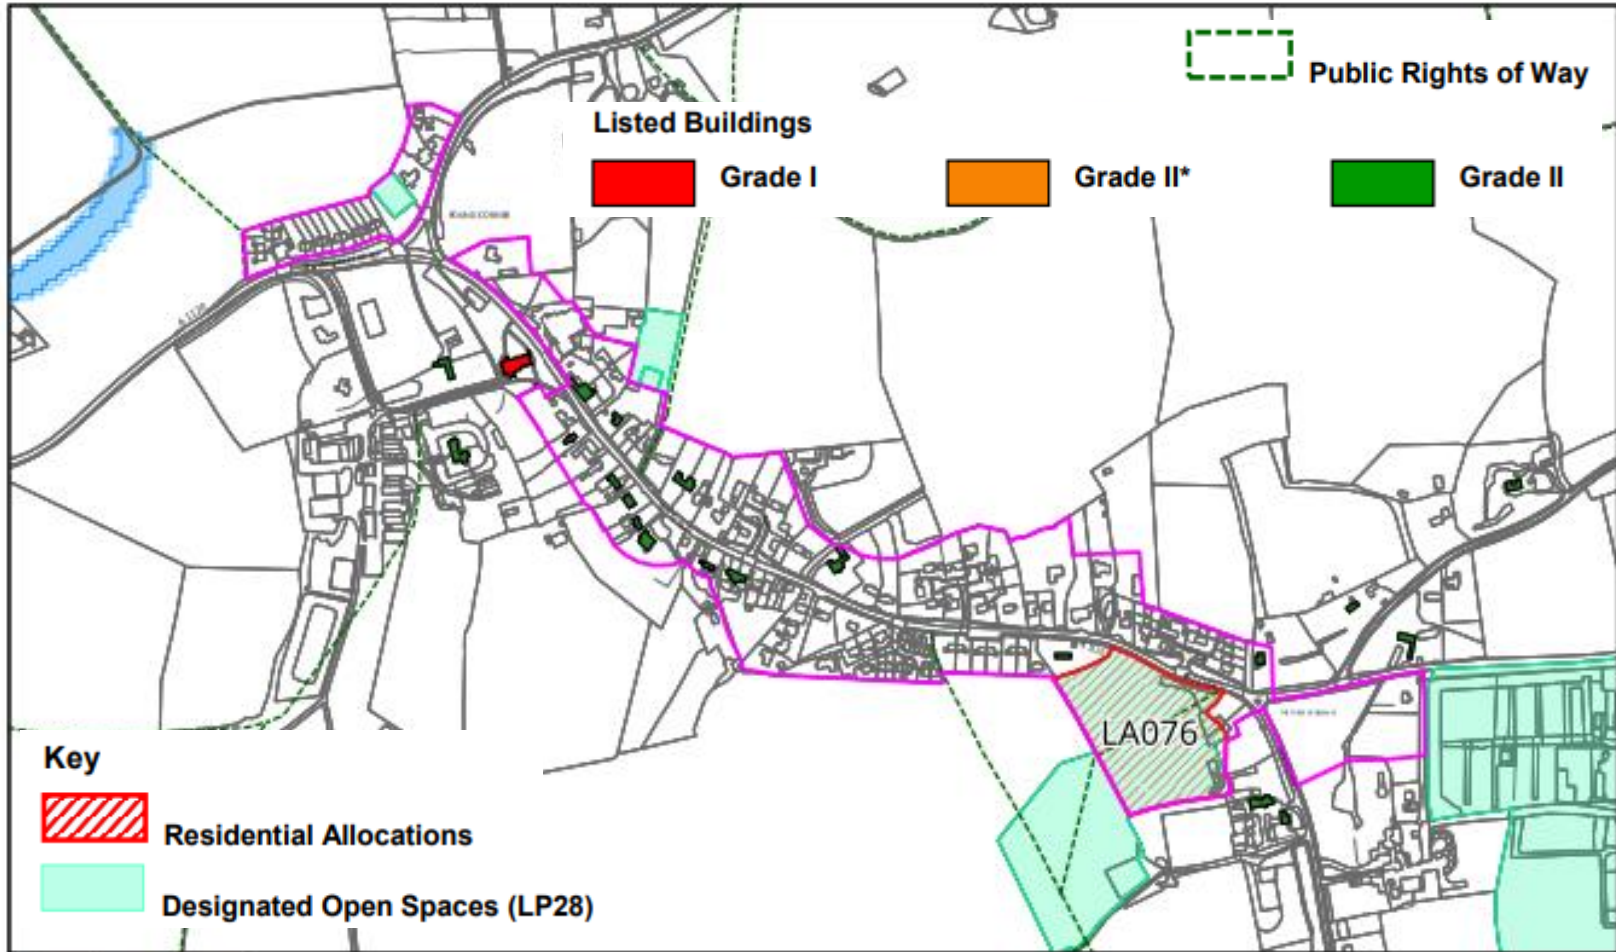 Public Rights of Way
Listed Buildings
Grade I
Grade II*
Grade II
A 1120
LA076
Key
Residential Allocations
Designated Open Spaces (LP28)